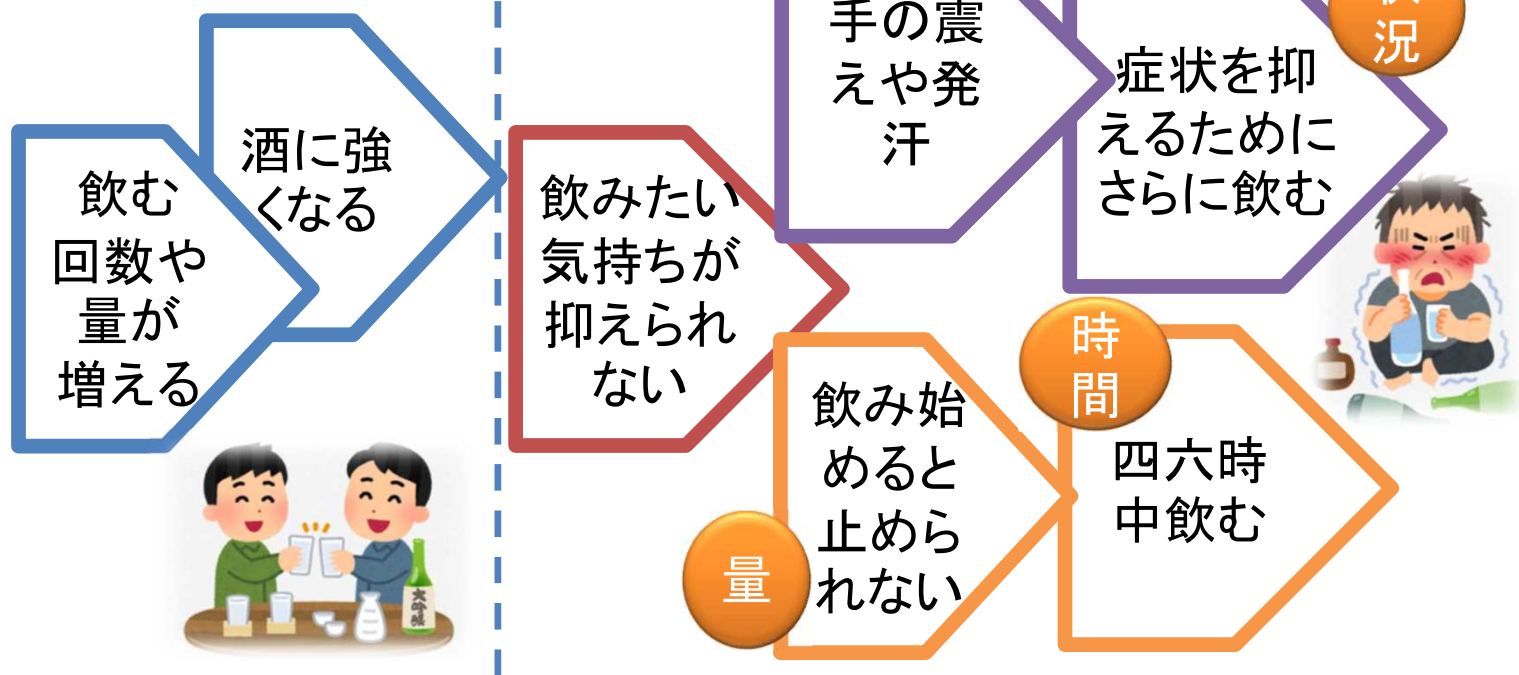 飲む
回数や
量が
増える
酒に強
くなる
飲みたい
気持ちが
抑えられ
ない
手の震
えや発
汗
症状を抑
えるために
さらに飲む
況
量
飲み始
めると
止めら
れない
時
間
四六時
中飲む
大吟醸